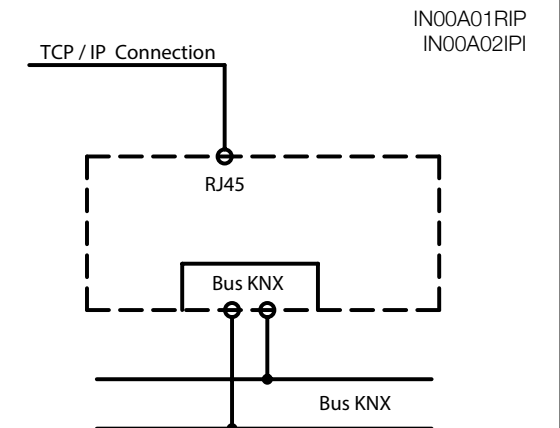 IN00A01RIP
IN00A02IPI
TCP / IP Connection
RJ45
Bus KNX
Bus KNX